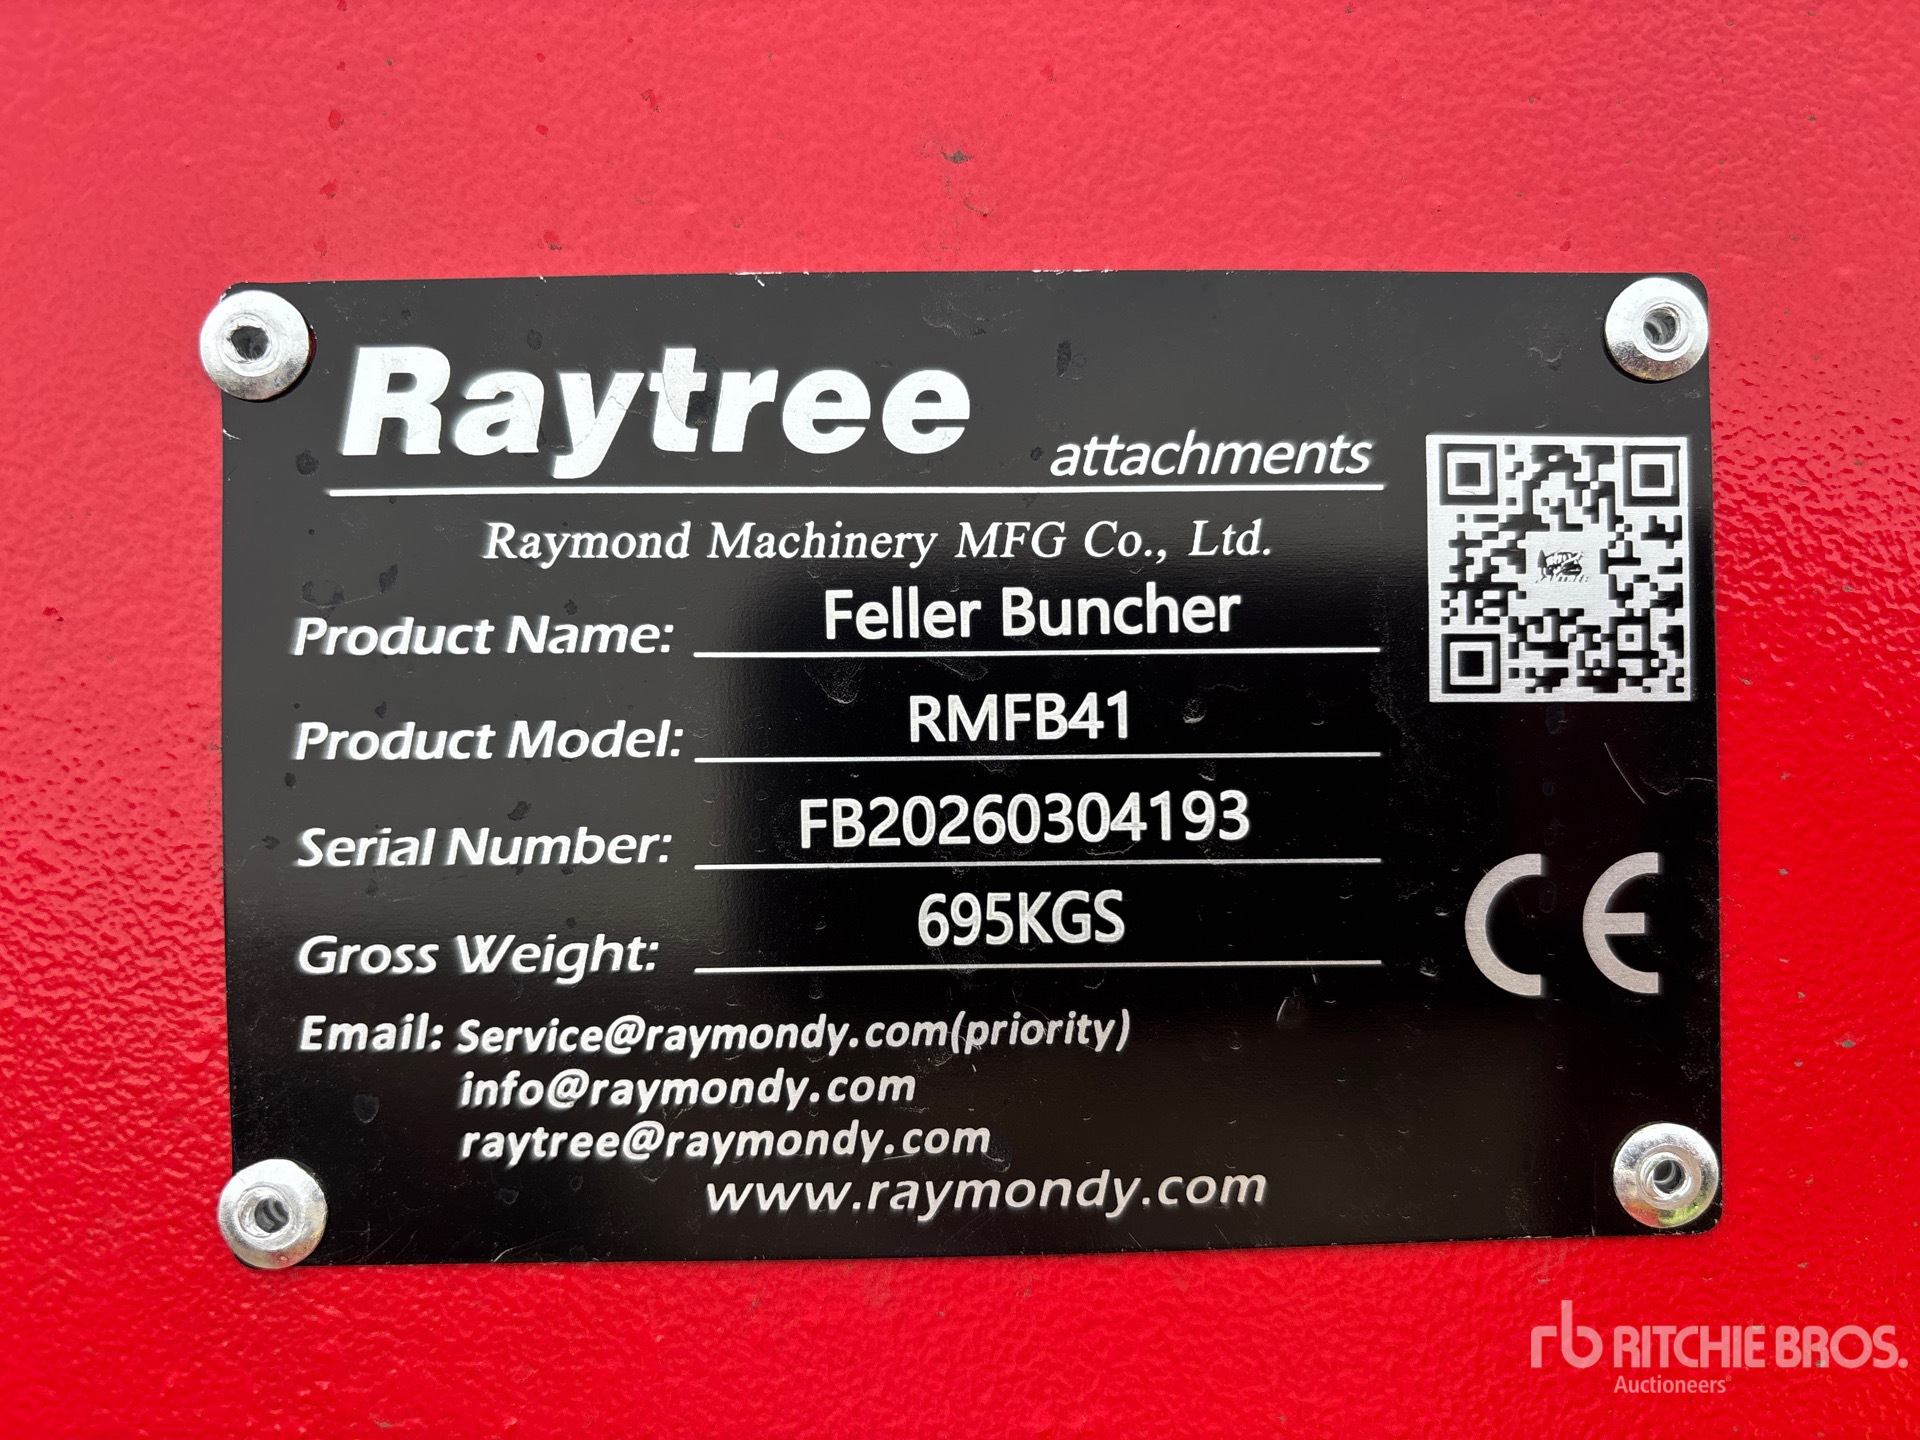 Raytree attachments
Raymond Machinery MFG Co., Ltd.
Product Name: Feller Buncher
Product Model: RMFB41
Serial Number: FB20260304193
Gross Weight: 695KGS
Email: Service@raymondy.com(priority)
info@raymondy.com
raytree@raymondy.com
www.raymondy.com
CE
rb RITCHIE BROS.
Auctioneers